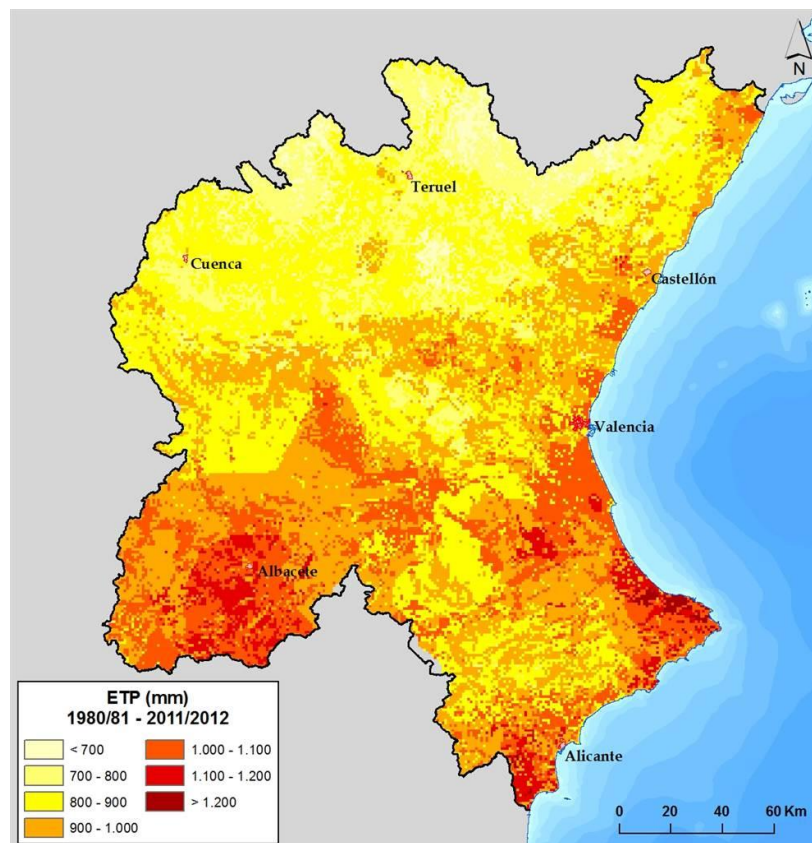 N
Teruel
Cuenca
Castellón
Valencia
Albacete
Alicante
ETP (mm)
1980/81 - 2011/2012
< 700
1.000 - 1.100
700 - 800
1.100 - 1.200
800 - 900
> 1.200
900 - 1.000
0 20 40 60 Km